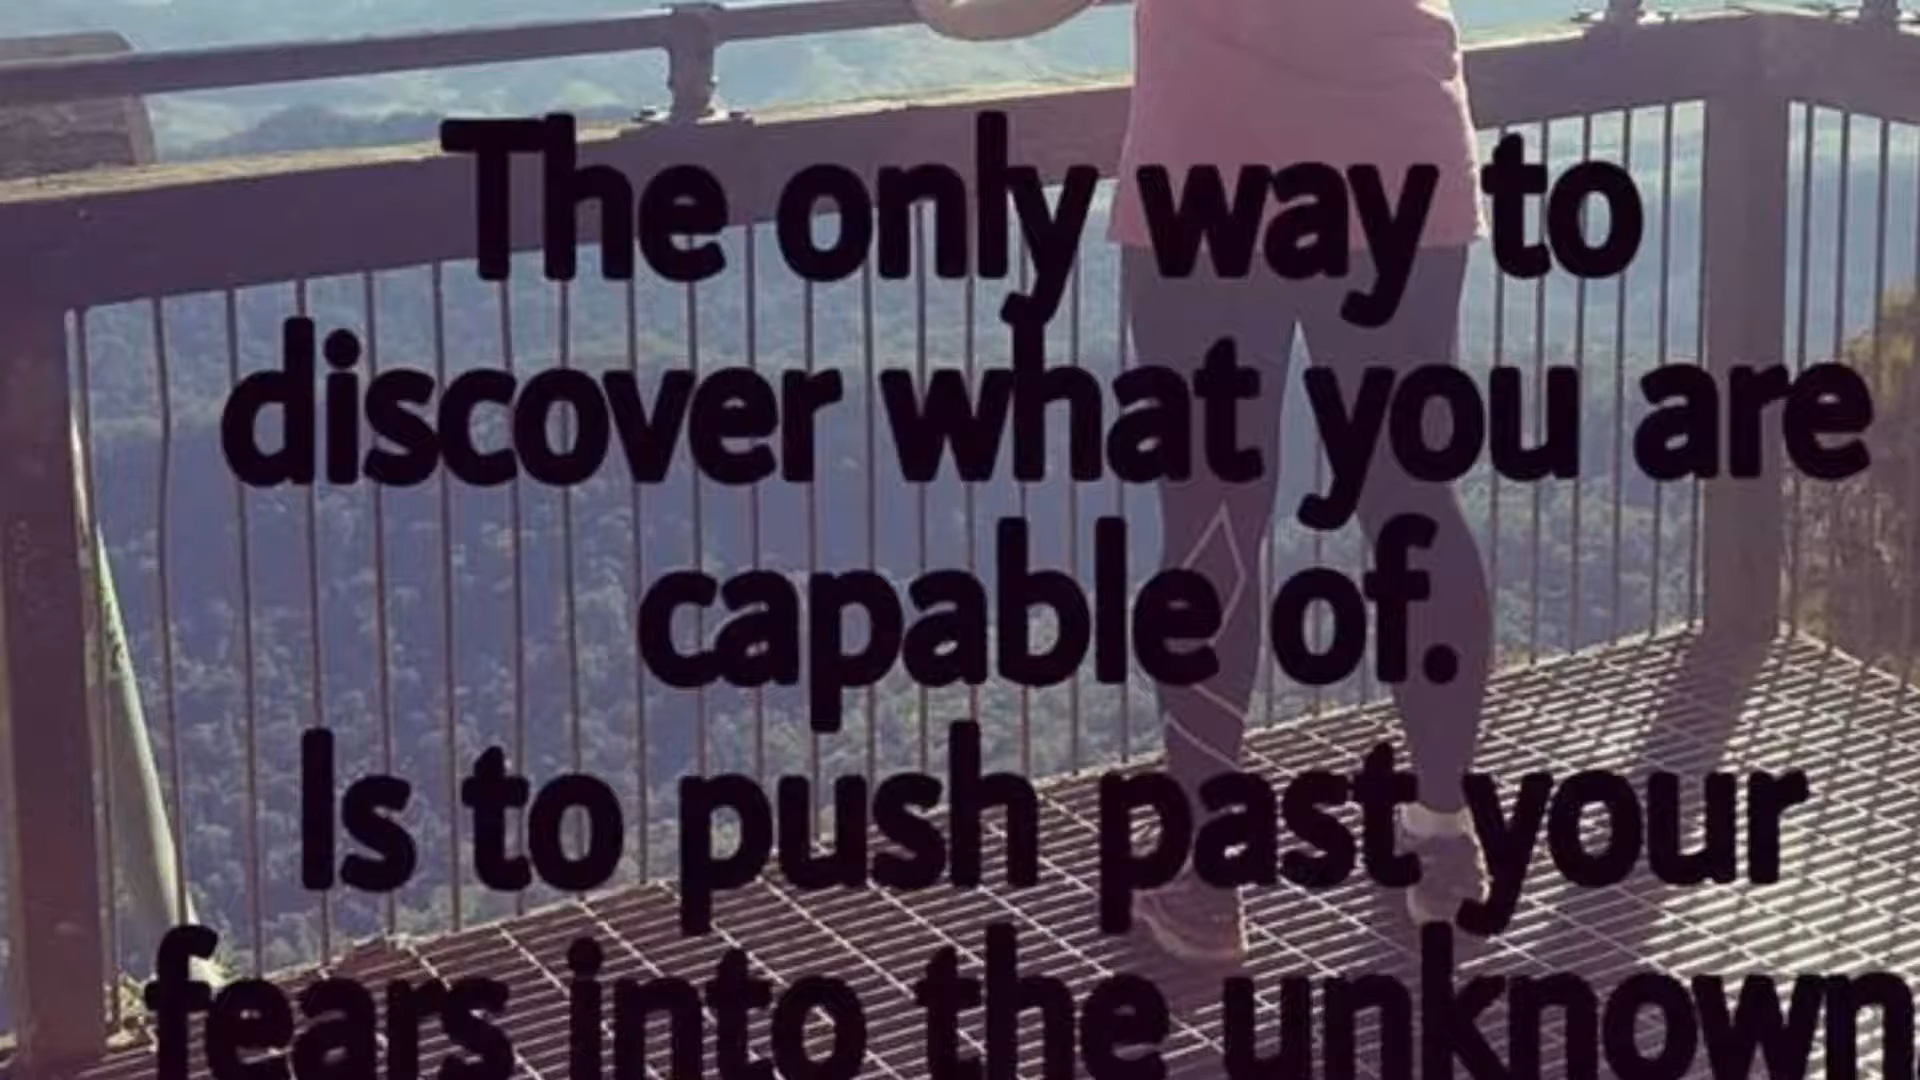 The only way to
discover what you are
capable of.
Is to push past your
fears into the unknown